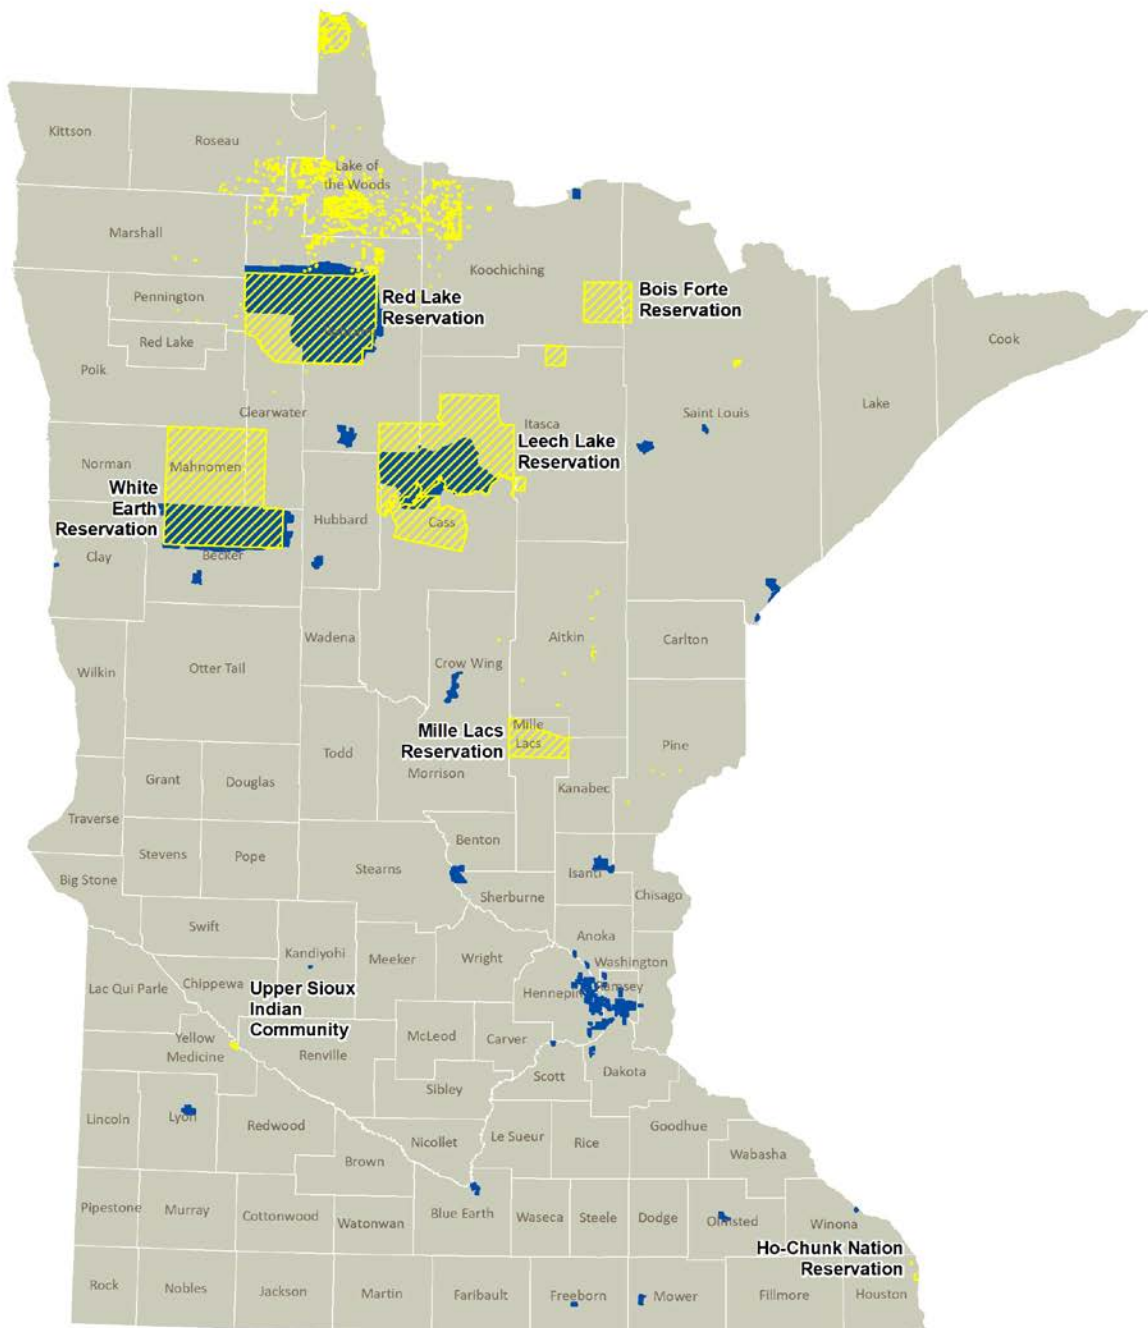 Kittson
Roseau
Lake of
the Woods
Marshall
Koochiching
Pennington
Red Lake
Reservation
Bois Forte
Reservation
Red Lake
Cook
Polk
Lake
Clearwater
Saint Louis
Itasca
Leech Lake
Reservation
Norman
Mahnomen
White
Earth
Reservation
Hubbard
Cass
Clay
Becker
Wadena
Aitkin
Carlton
Otter Tail
Crow Wing
Wilkin
Mille Lacs
Reservation
Mille
Lacs
Pine
Todd
Morrison
Grant
Douglas
Kanabec
Traverse
Benton
Stevens
Pope
Stearns
Isanti
Big Stone
Sherburne
Chisago
Swift
Anoka
Kandiyohi
Meeker
Wright
Washington
Lac Qui Parle
Chippewa
Upper Sioux
Indian
Community
Hennepin
Ramsey
Yellow
Medicine
Renville
McLeod
Carver
Scott
Dakota
Sibley
Lincoln
Lyon
Redwood
Nicollet
Le Sueur
Rice
Goodhue
Brown
Wabasha
Pipestone
Murray
Cottonwood
Watonwan
Blue Earth
Waseca
Steele
Dodge
Olmsted
Winona
Ho-Chunk Nation
Reservation
Rock
Nobles
Jackson
Martin
Faribault
Freeborn
Mower
Fillmore
Houston